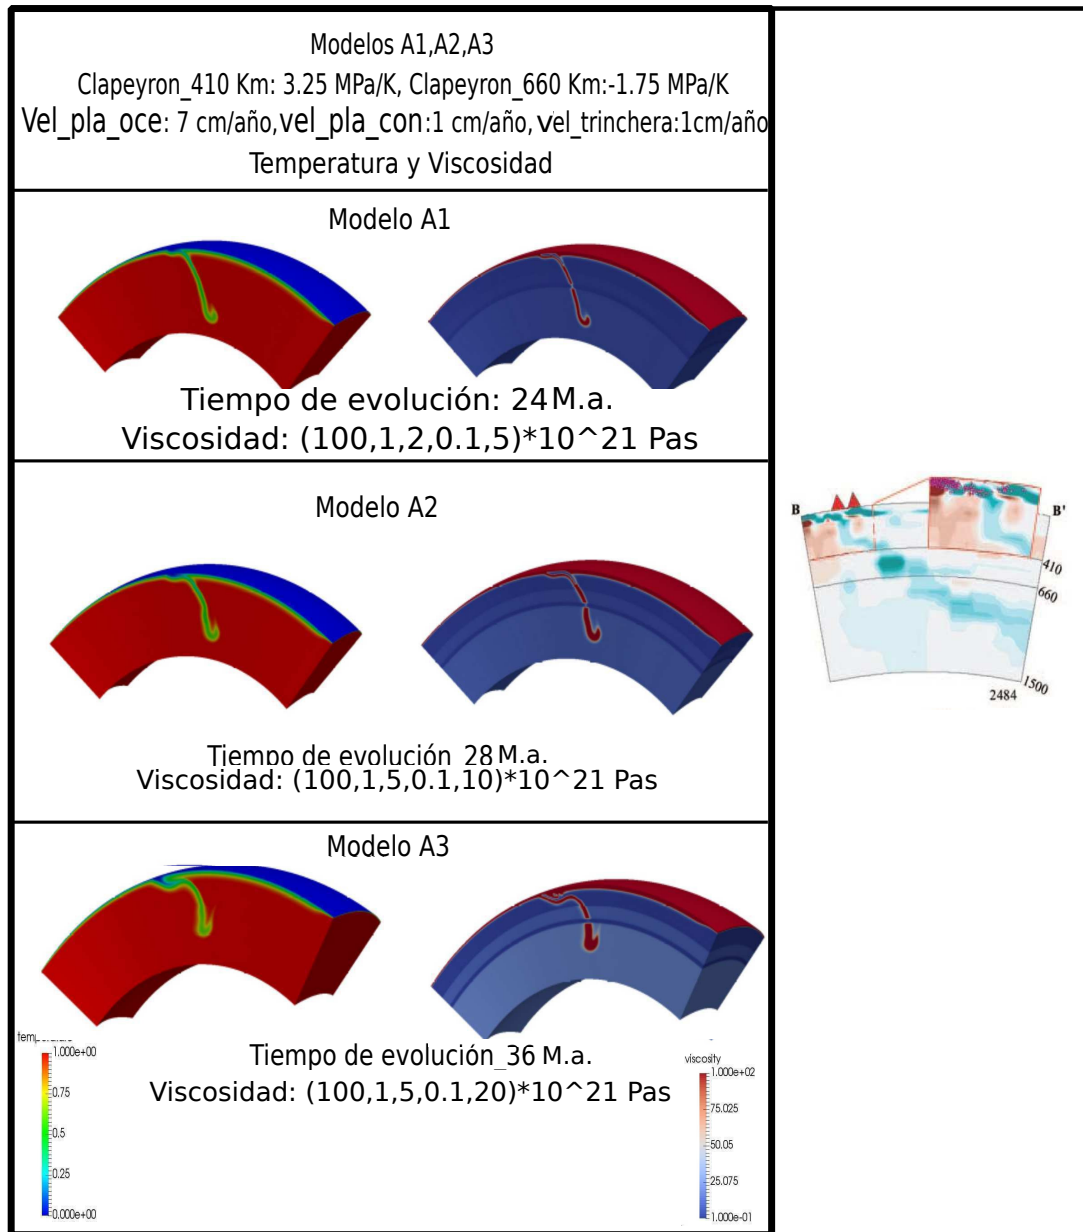 Modelos A1,A2,A3
Clapeyron_410 Km: 3.25 MPa/K, Clapeyron_660 Km:-1.75 MPa/K
Vel_pla_oce: 7 cm/año,vel_pla_con:1 cm/año,vel_trinchera:1cm/año
Temperatura y Viscosidad
Modelo A1
Tiempo de evolución: 24 M.a.
Viscosidad: (100,1,2,0.1,5)*10^21 Pas
Modelo A2
Tiempo de evolución_28 M.a.
Viscosidad: (100,1,5,0.1,10)*10^21 Pas
Modelo A3
Tiempo de evolución_36 M.a.
Viscosidad: (100,1,5,0.1,20)*10^21 Pas
1.000e+00
0.75
0.5
0.25
0.000e+00
viscosity
1.000e+02
75.025
50.05
25.075
1.000e-01
B
B'
410
660
1500
2484